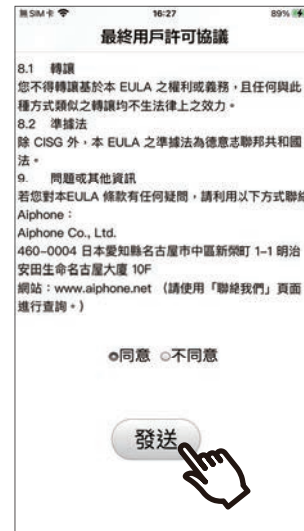 無SIM卡 16:27 89%
最終用戶許可協議
8.1 轉讓
您不得轉讓基於本 EULA 之權利或義務，且任何與此
種方式類似之轉讓均不生法律上之效力。
8.2 準據法
除 CISG 外，本 EULA 之準據法為德意志聯邦共和國
法。
9. 問題或其他資訊
若您對本EULA 條款有任何疑問，請利用以下方式聯絡
Aiphone：
Aiphone Co., Ltd.
460-0004 日本愛知縣名古屋市中區新榮町 1-1 明治
安田生命名古屋大廈 10F
網站：www.aiphone.net （請使用「聯絡我們」頁面
進行查詢。）
同意 不同意
發送